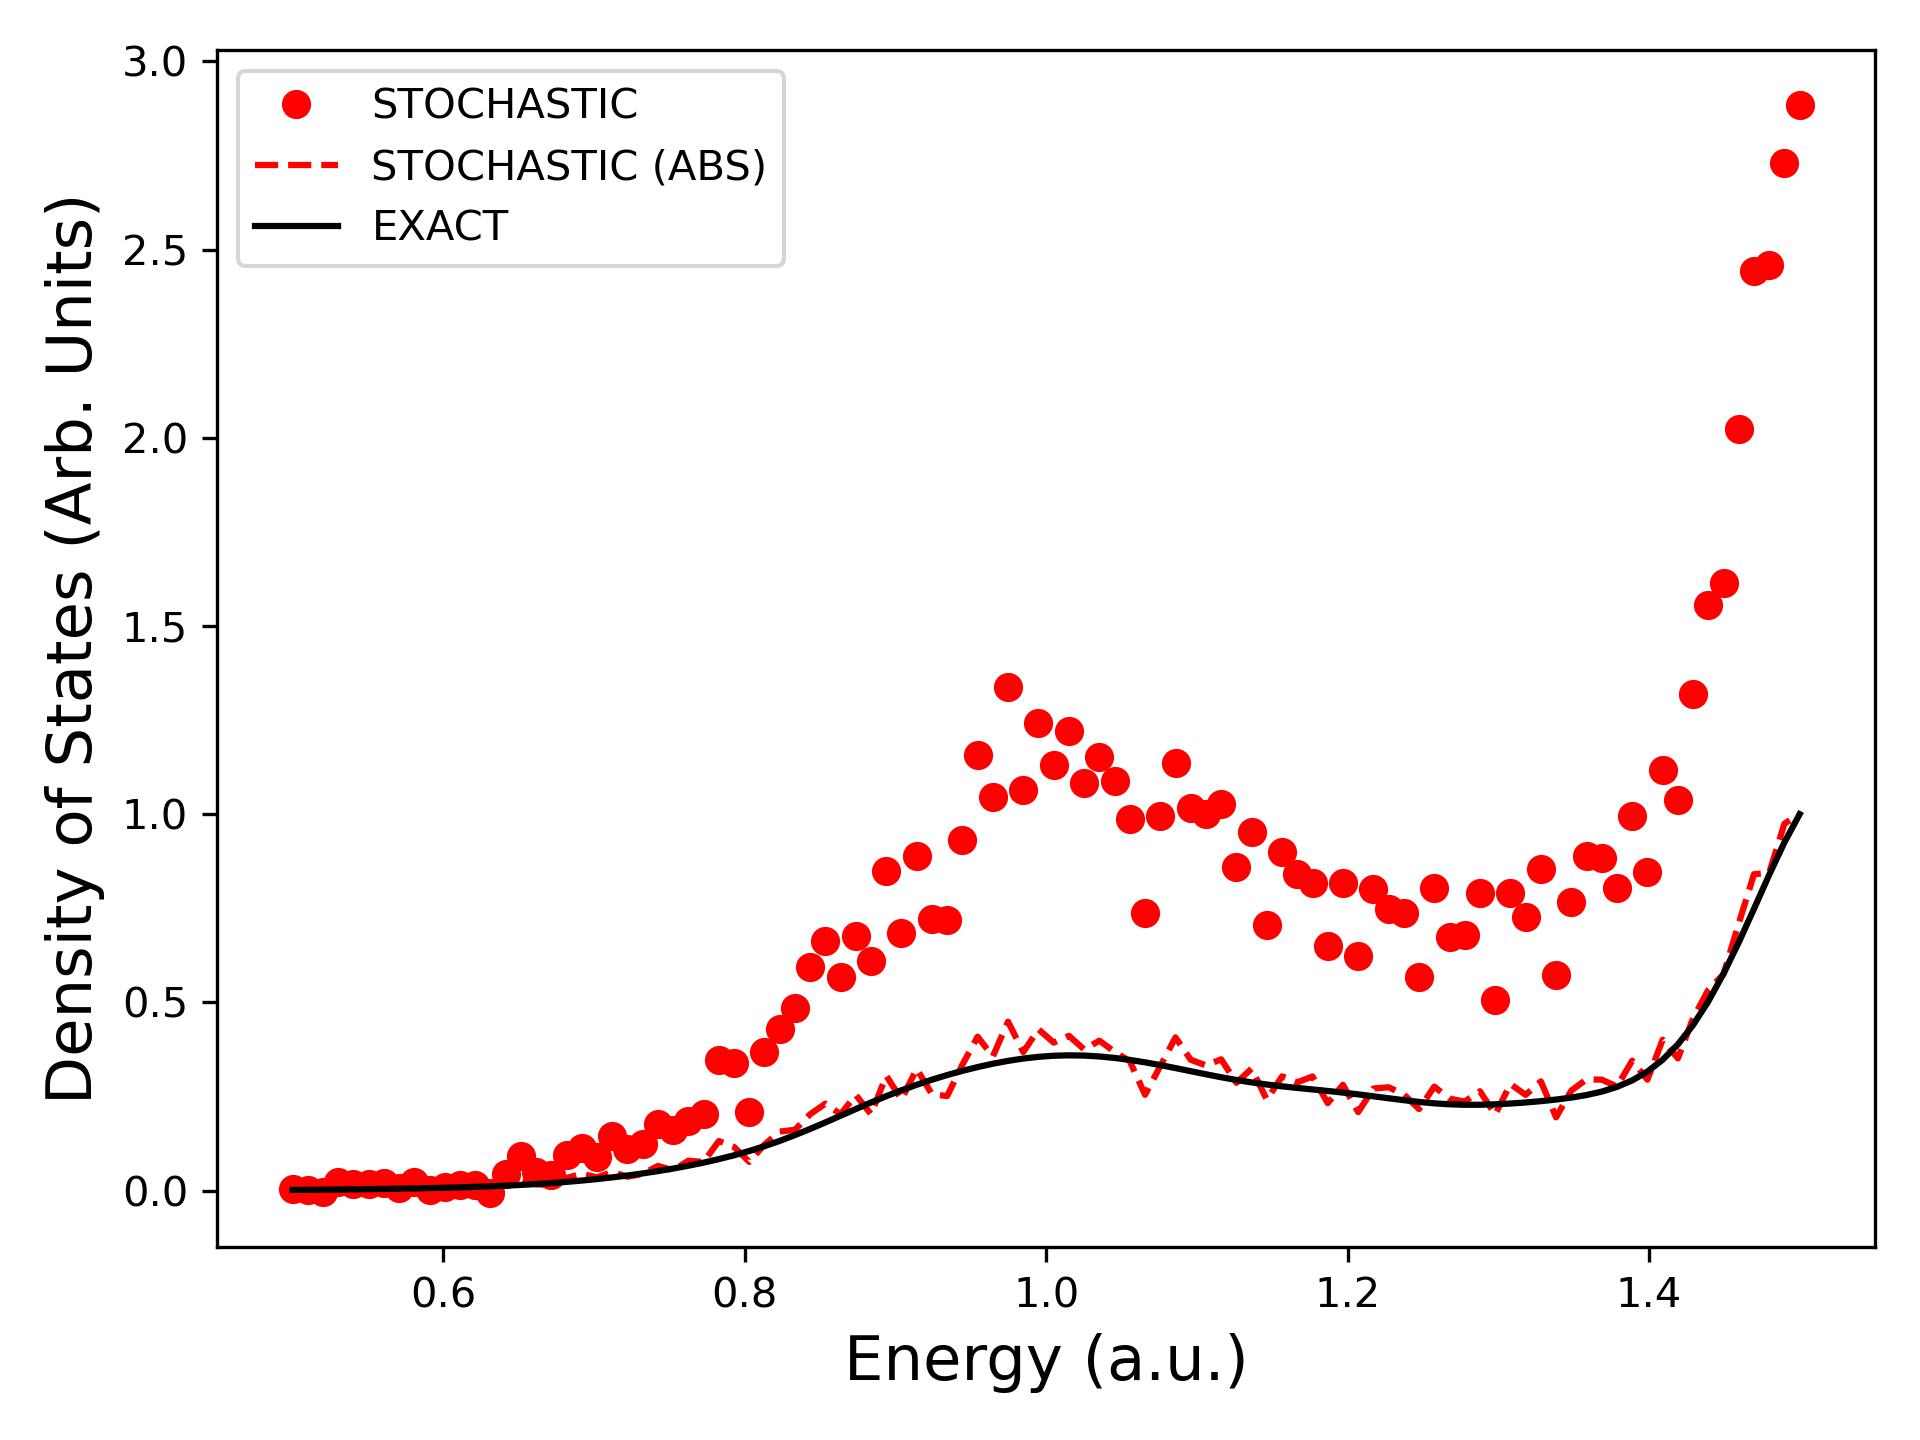 STOCHASTIC
STOCHASTIC (ABS)
EXACT
3.0
2.5
2.0
1.5
1.0
0.5
0.0
Density of States (Arb. Units)
0.6 0.8 1.0 1.2 1.4
Energy (a.u.)